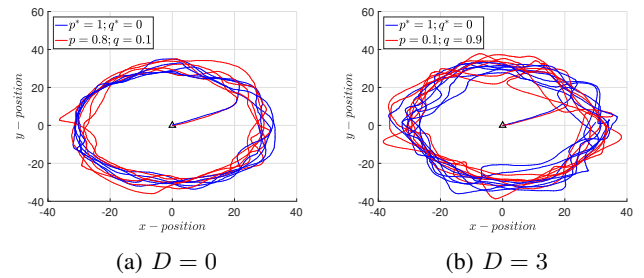 p* = 1; q* = 0
p = 0.8; q = 0.1
60
40
20
0
-20
-40
y - position
-40 -20 0 20 40
x - position
(a) D = 0
p* = 1; q* = 0
p = 0.1; q = 0.9
60
40
20
0
-20
-40
y - position
-40 -20 0 20 40
x - position
(b) D = 3